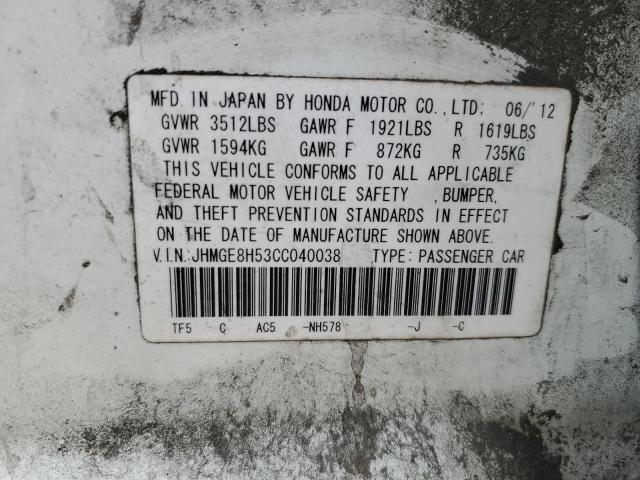 MFD. IN JAPAN BY HONDA MOTOR CO., LTD; 06/'12
GVWR 3512LBS GAWR F 1921LBS R 1619LBS
GVWR 1594KG GAWR F 872KG R 735KG
THIS VEHICLE CONFORMS TO ALL APPLICABLE
FEDERAL MOTOR VEHICLE SAFETY , BUMPER,
AND THEFT PREVENTION STANDARDS IN EFFECT
ON THE DATE OF MANUFACTURE SHOWN ABOVE.
V.I.N.:JHMGE8H53CC040038 TYPE: PASSENGER CAR
TF5 C AC5 -NH578 -J -C